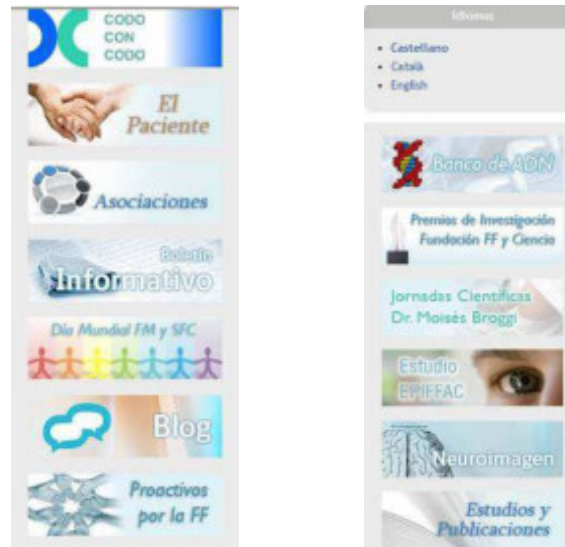 CODO
CON
CODO
El
Paciente
Asociaciones
Boletín
Informativo
Día Mundial FM y SFC
Blog
Proactivos
por la FF
Idiomas
Castellano
Català
English
Banco de ADN
Premios de Investigación
Fundación FF y Ciencia
Jornadas Científicas
Dr. Moisès Broggi
Estudio
EPIFFAC
Neuroimagen
Estudios y
Publicaciones